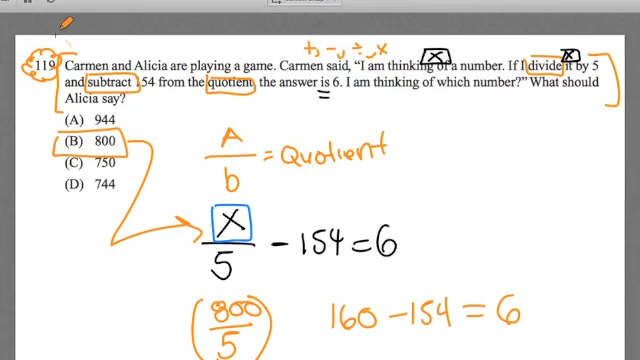 +, -, ÷, x
119 Carmen and Alicia are playing a game. Carmen said, “I am thinking of a number. If I divide it by 5
x x
and subtract 154 from the quotient, the answer is 6. I am thinking of which number?” What should
Alicia say?
(A) 944
(B) 800
(C) 750
(D) 744
A/b = Quotient
x/5 - 154 = 6
(800/5) 160 - 154 = 6